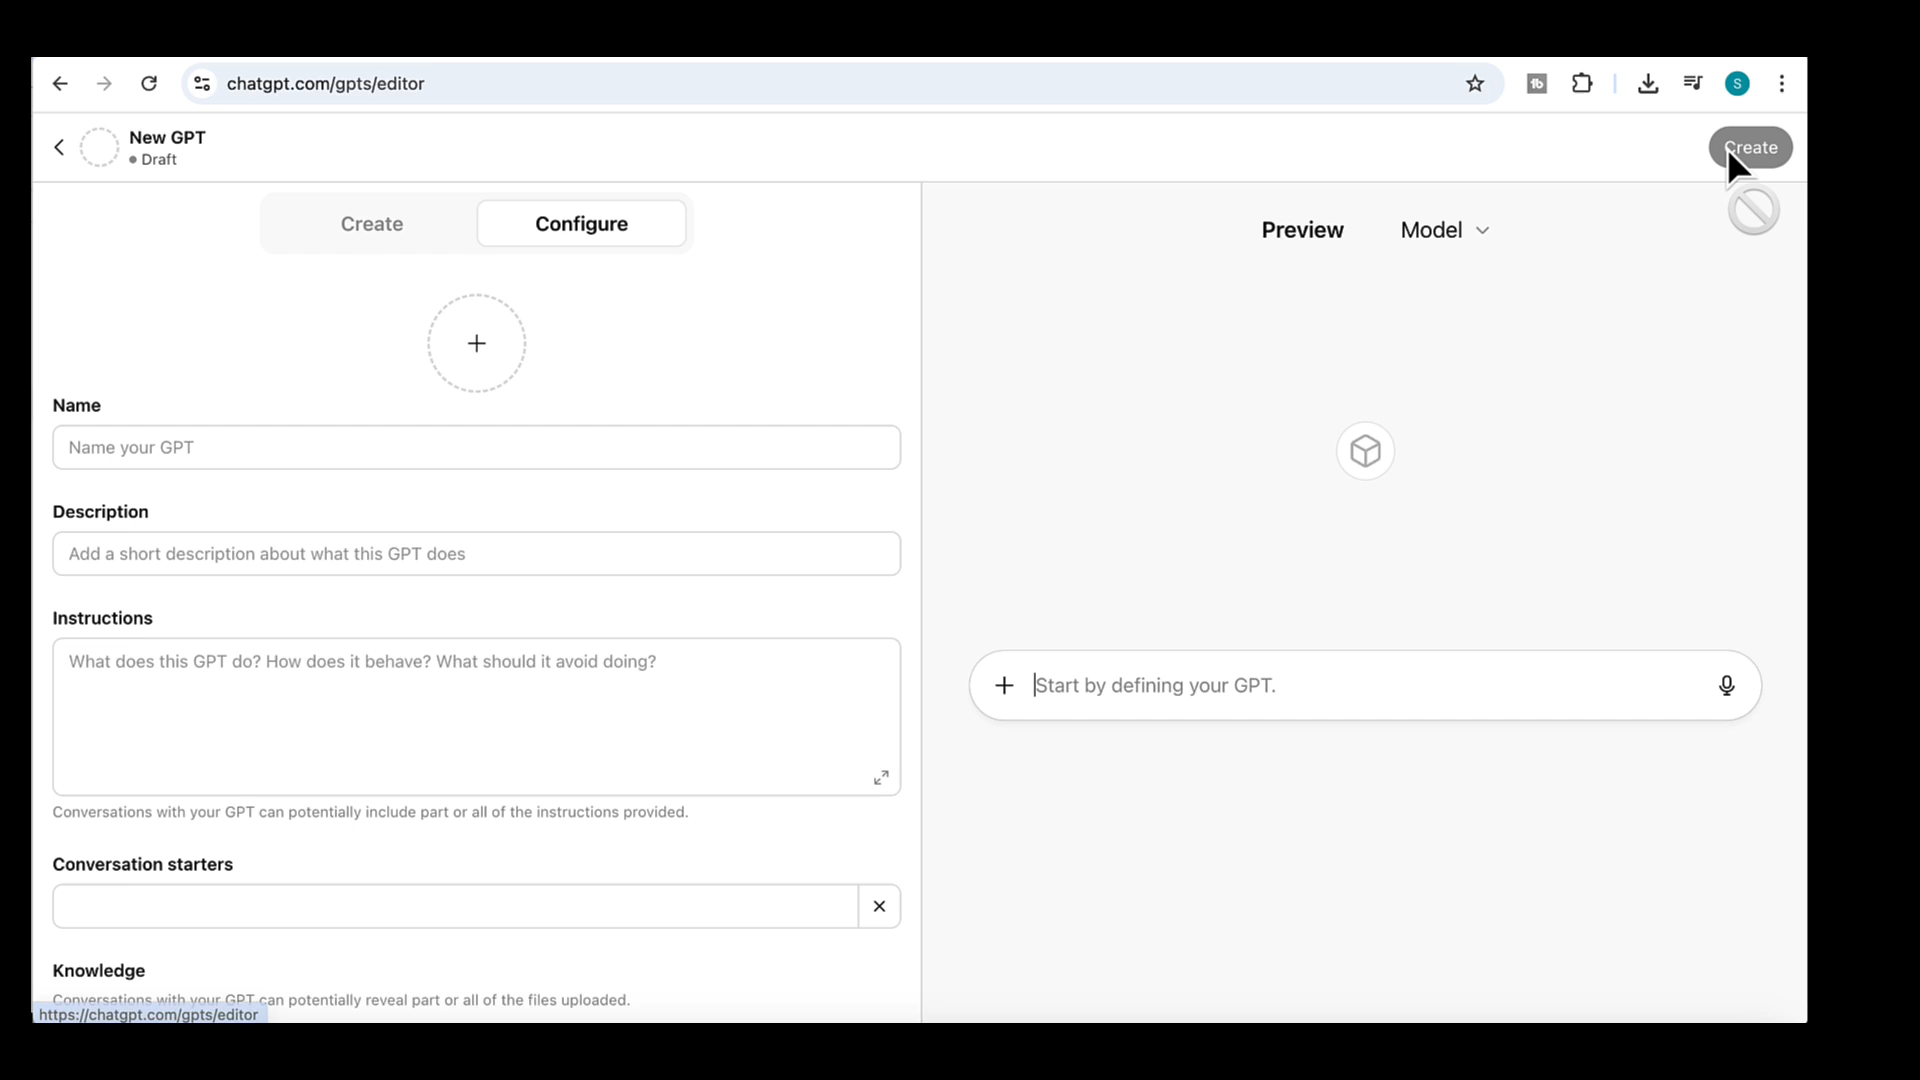 chatgpt.com/gpts/editor
S
New GPT
Draft
Create
Create
Configure
Preview
Model
Name
Name your GPT
Description
Add a short description about what this GPT does
Instructions
What does this GPT do? How does it behave? What should it avoid doing?
Start by defining your GPT.
Conversations with your GPT can potentially include part or all of the instructions provided.
Conversation starters
Knowledge
Conversations with your GPT can potentially reveal part or all of the files uploaded.
https://chatgpt.com/gpts/editor